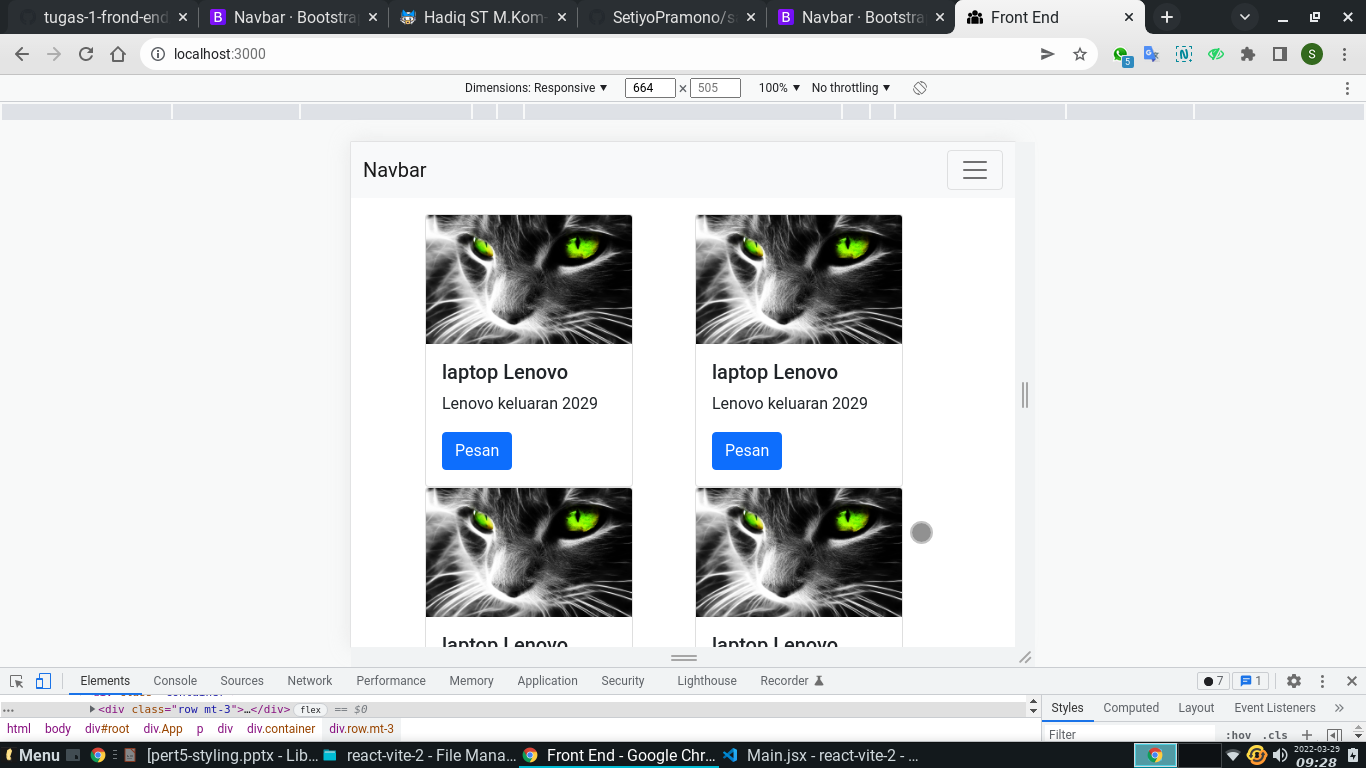 tugas-1-frond-end
Navbar · Bootstra
Hadiq ST M.Kom-
SetiyoPramono/s
Navbar · Bootstra
Front End
localhost:3000
5
S
Dimensions: Responsive
664
×
505
100%
No throttling
Navbar
laptop Lenovo
laptop Lenovo
Lenovo keluaran 2029
Lenovo keluaran 2029
Pesan
Pesan
laptop Lenovo
laptop Lenovo
Elements
Console
Sources
Network
Performance
Memory
Application
Security
Lighthouse
Recorder
7
1
<div class="row mt-3">…</div>
flex
== $0
Styles
Computed
Layout
Event Listeners
html
body
div#root
div.App
p
div
div.container
div.row.mt-3
Filter
:hov
.cls
Menu
[pert5-styling.pptx - Lib...
react-vite-2 - File Mana...
Front End - Google Chr...
Main.jsx - react-vite-2 - ...
2022-03-29
09:28